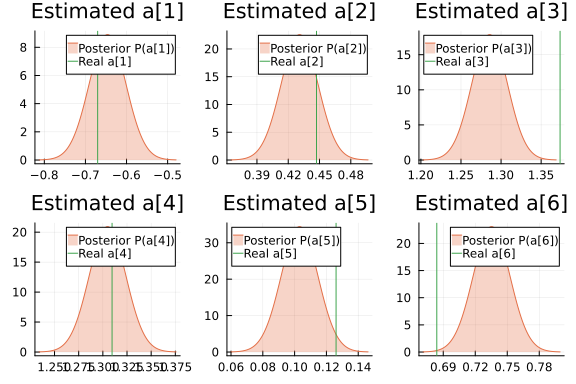 Estimated a[1]
Estimated a[2]
Estimated a[3]
Posterior P(a[1])
Real a[1]
Posterior P(a[2])
Real a[2]
Posterior P(a[3])
Real a[3]
8
6
4
2
0
20
15
10
5
0
15
10
5
0
−0.8 −0.7 −0.6 −0.5
0.39 0.42 0.45 0.48
1.20 1.25 1.30 1.35
Estimated a[4]
Estimated a[5]
Estimated a[6]
Posterior P(a[4])
Real a[4]
Posterior P(a[5])
Real a[5]
Posterior P(a[6])
Real a[6]
20
15
10
5
0
30
20
10
0
20
15
10
5
0
1.250 1.275 1.300 1.325 1.350 1.375
0.06 0.08 0.10 0.12 0.14
0.69 0.72 0.75 0.78